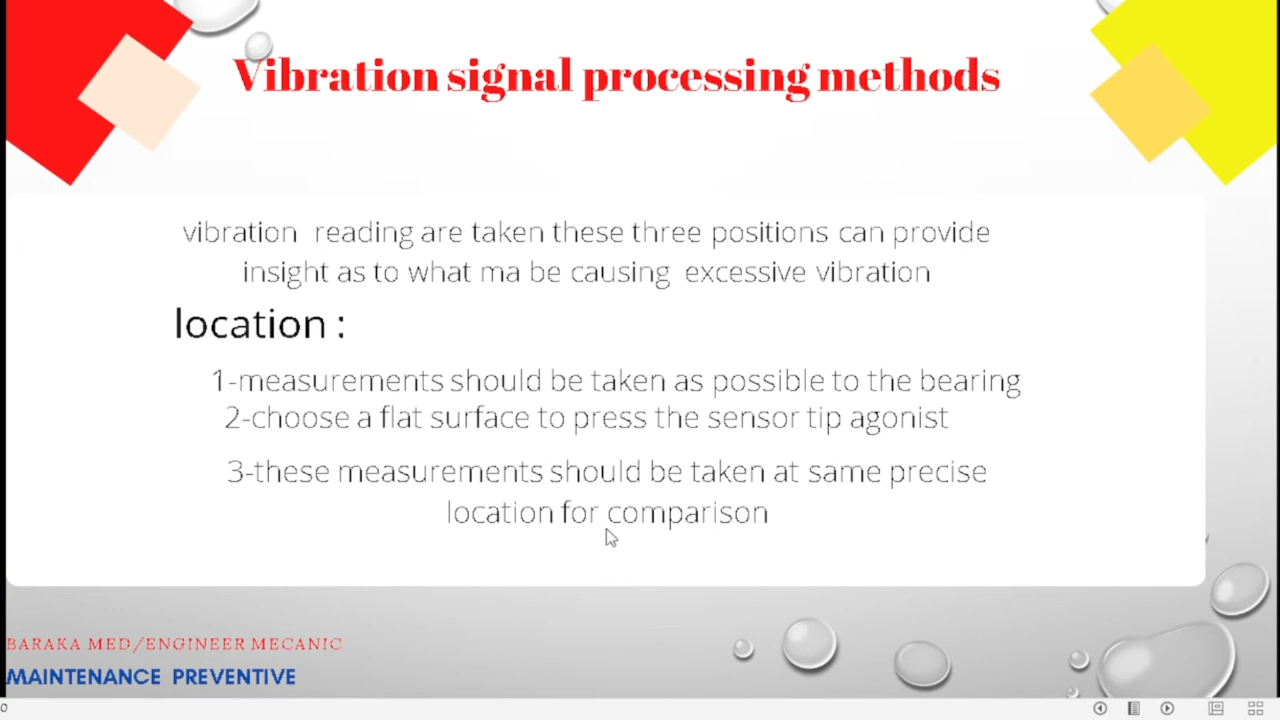 Vibration signal processing methods
vibration reading are taken these three positions can provide
insight as to what ma be causing excessive vibration
location :
1-measurements should be taken as possible to the bearing
2-choose a flat surface to press the sensor tip agonist
3-these measurements should be taken at same precise
location for comparison
BARAKA MED/ENGINEER MECANIC
MAINTENANCE PREVENTIVE